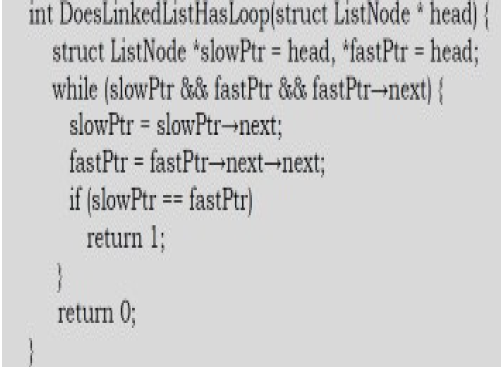 int DoesLinkedListHasLoop(struct ListNode * head) {
struct ListNode *slowPtr = head, *fastPtr = head;
while (slowPtr && fastPtr && fastPtr→next) {
slowPtr = slowPtr→next;
fastPtr = fastPtr→next→next;
if (slowPtr == fastPtr)
return 1;
}
return 0;
}